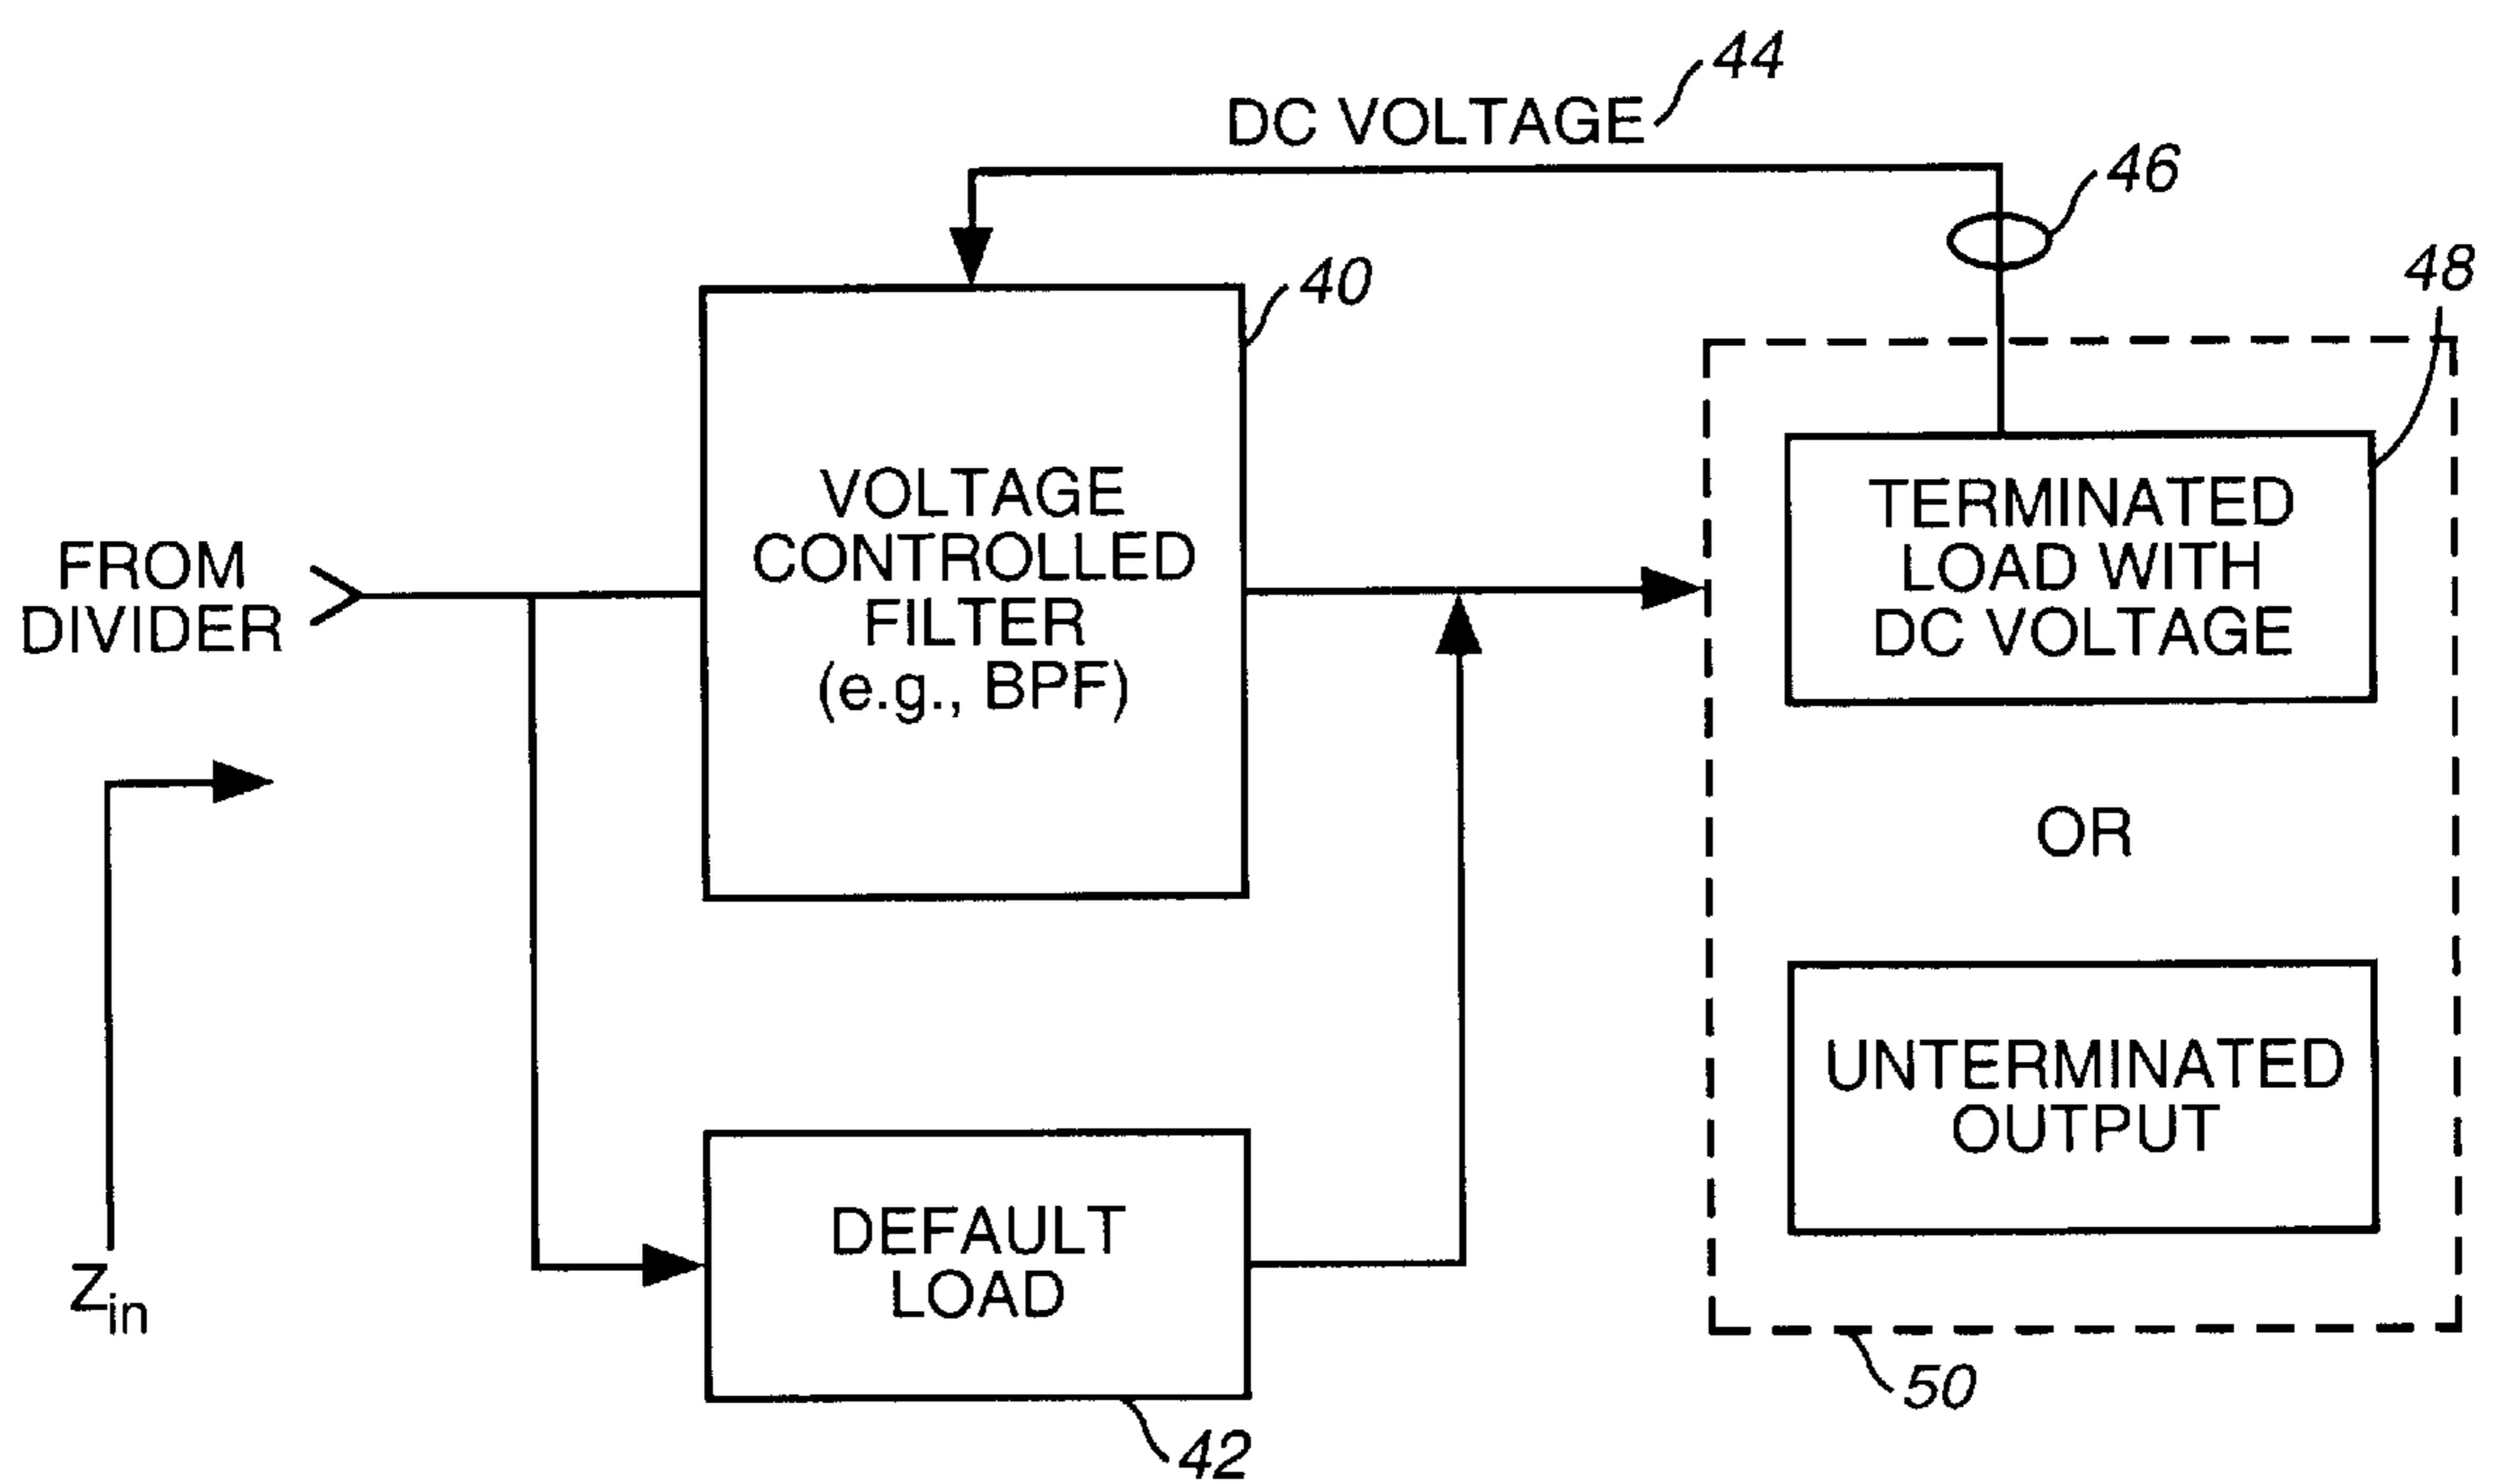 44
DC VOLTAGE
46
48
40
VOLTAGE
CONTROLLED
FILTER
(e.g., BPF)
TERMINATED
LOAD WITH
DC VOLTAGE
FROM
DIVIDER
OR
UNTERMINATED
OUTPUT
DEFAULT
LOAD
Zin
50
42